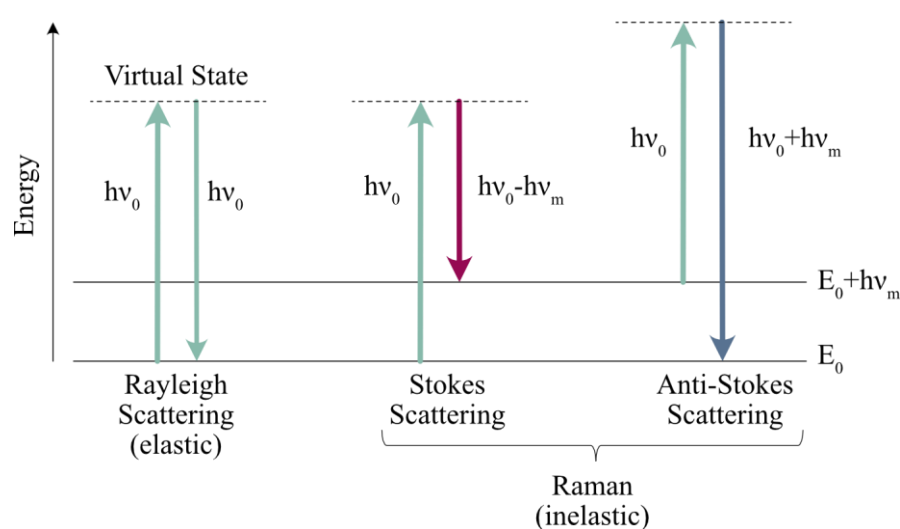 Energy
Virtual State
hν₀
hν₀
hν₀
hν₀-hνₘ
hν₀
hν₀+hνₘ
E₀+hνₘ
E₀
Rayleigh
Scattering
(elastic)
Stokes
Scattering
Anti-Stokes
Scattering
Raman
(inelastic)